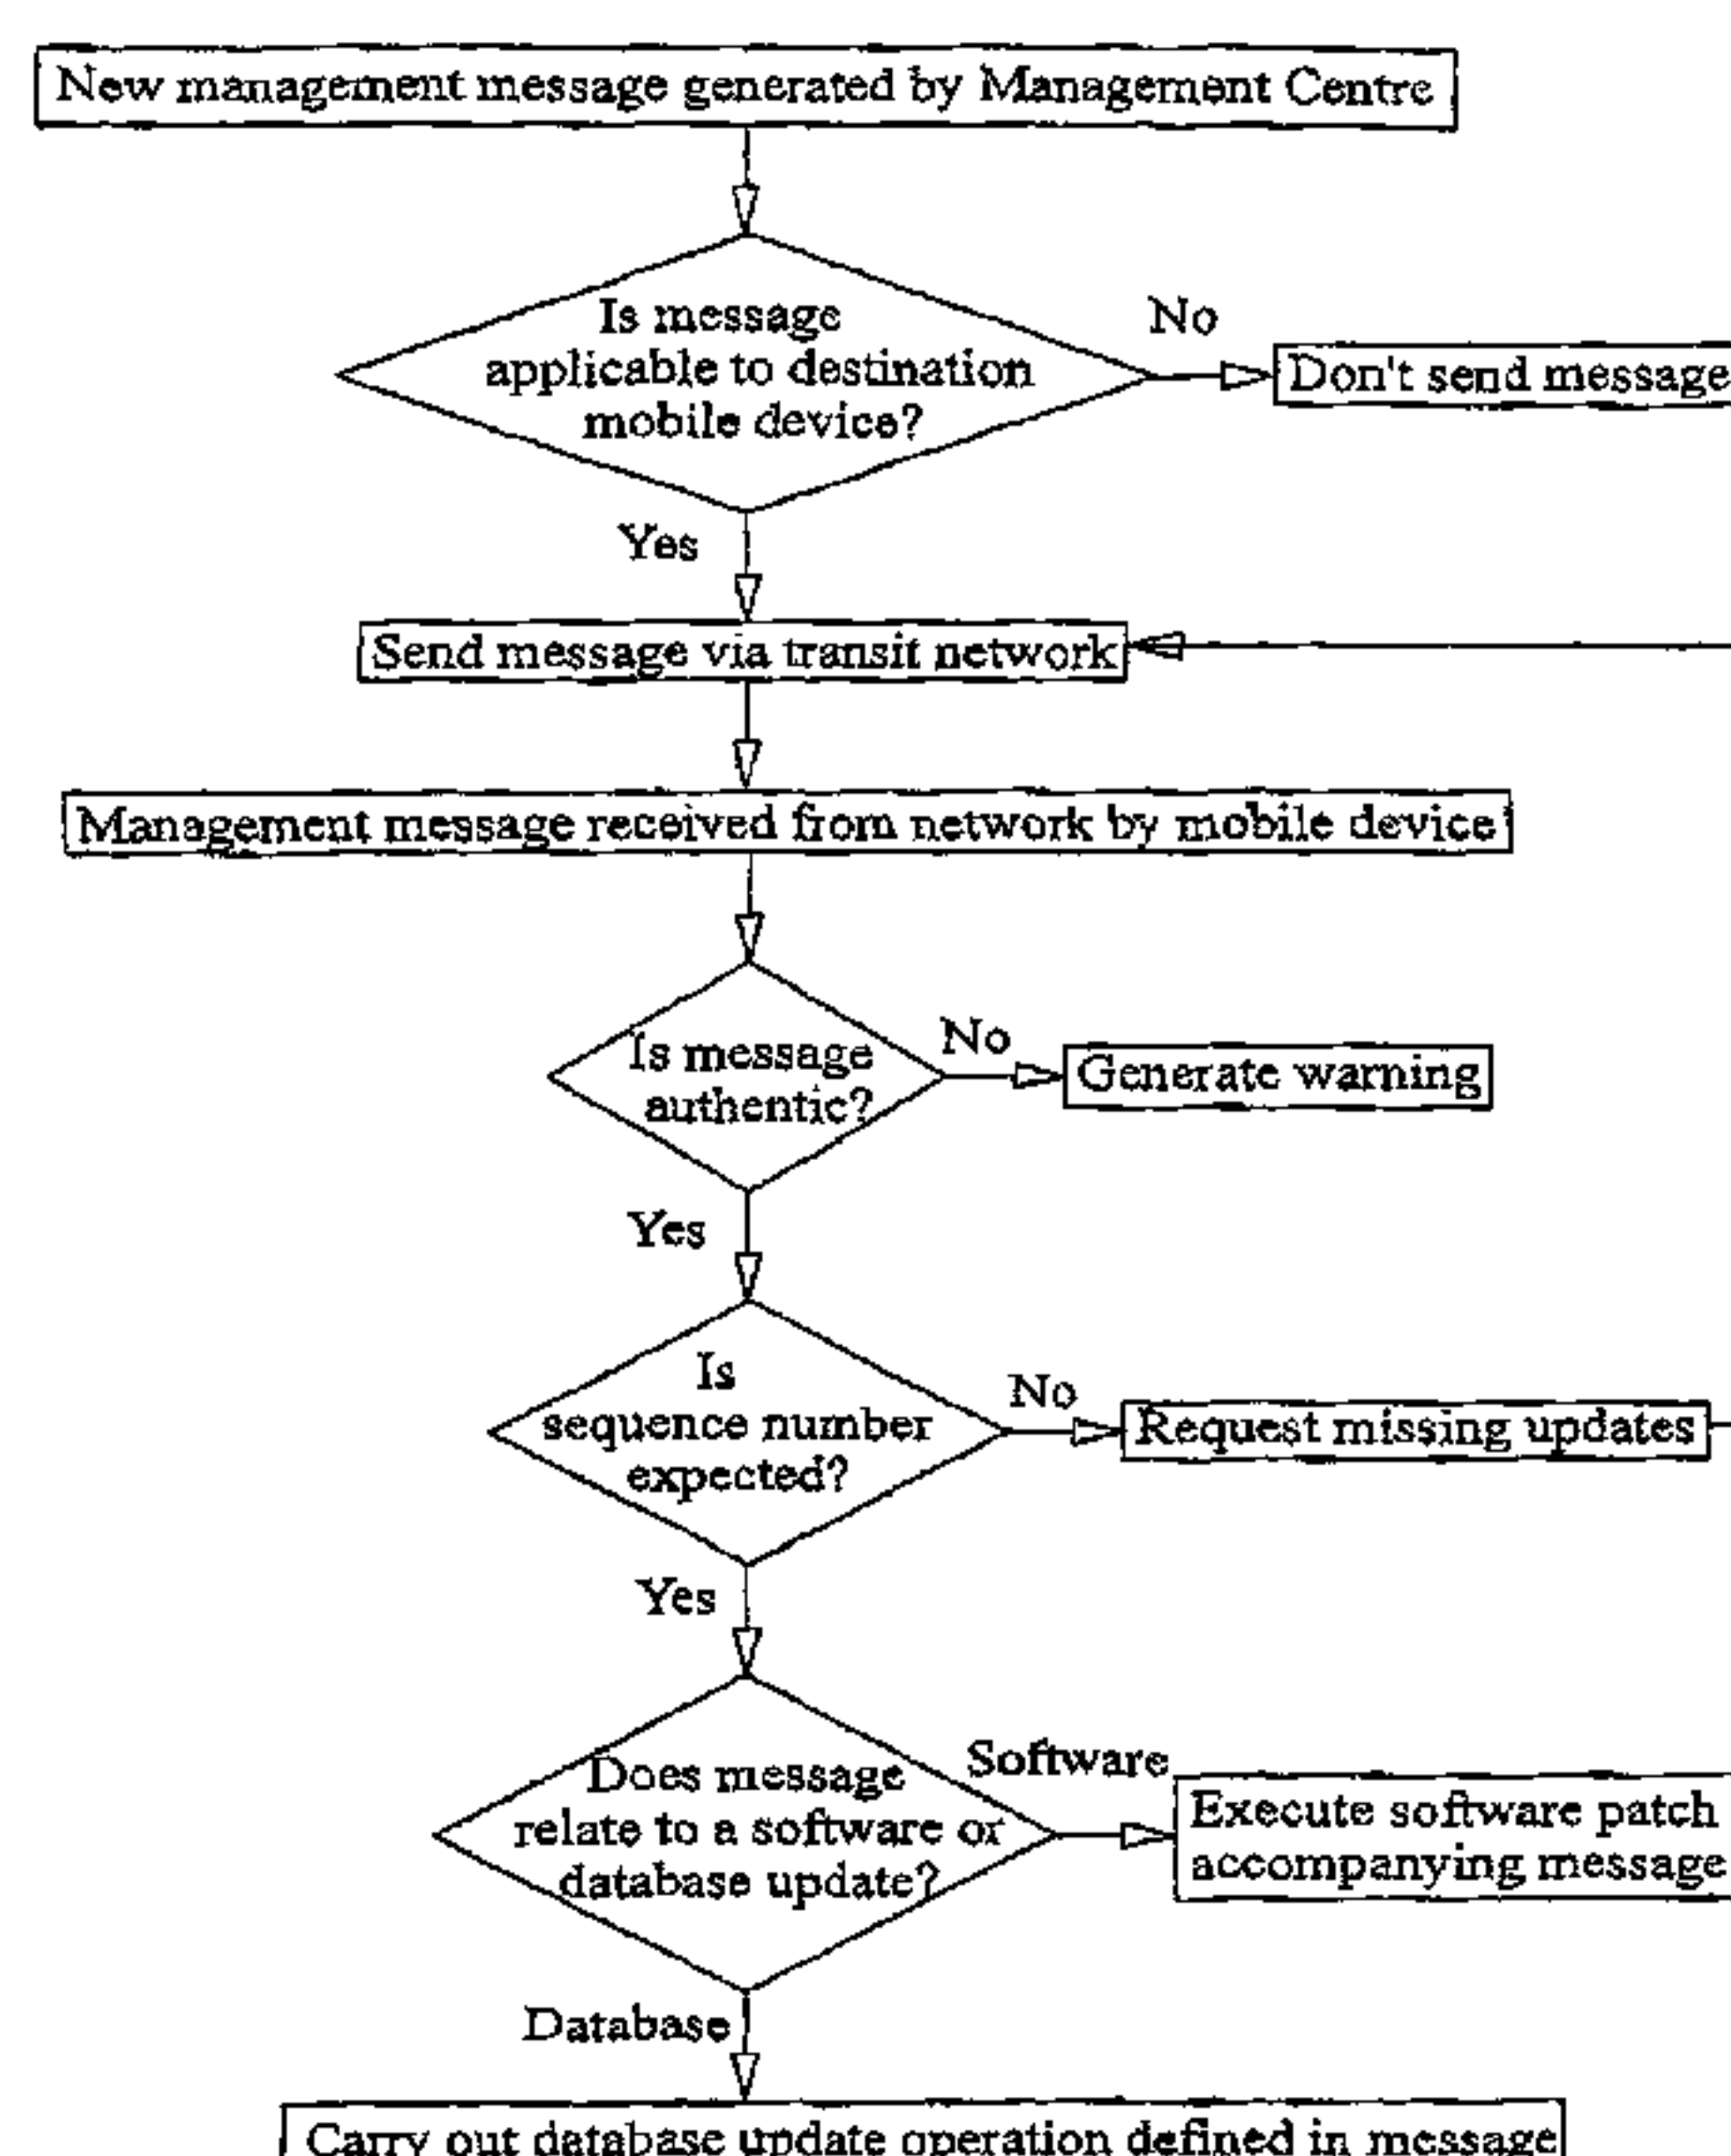 New management message generated by Management Centre
Is message
applicable to destination
mobile device?
No
Don't send message
Yes
Send message via transit network
Management message received from network by mobile device
Is message
authentic?
No
Generate warning
Yes
Is
sequence number
expected?
No
Request missing updates
Yes
Does message
relate to a software or
database update?
Software
Execute software patch
accompanying message
Database
Carry out database update operation defined in message